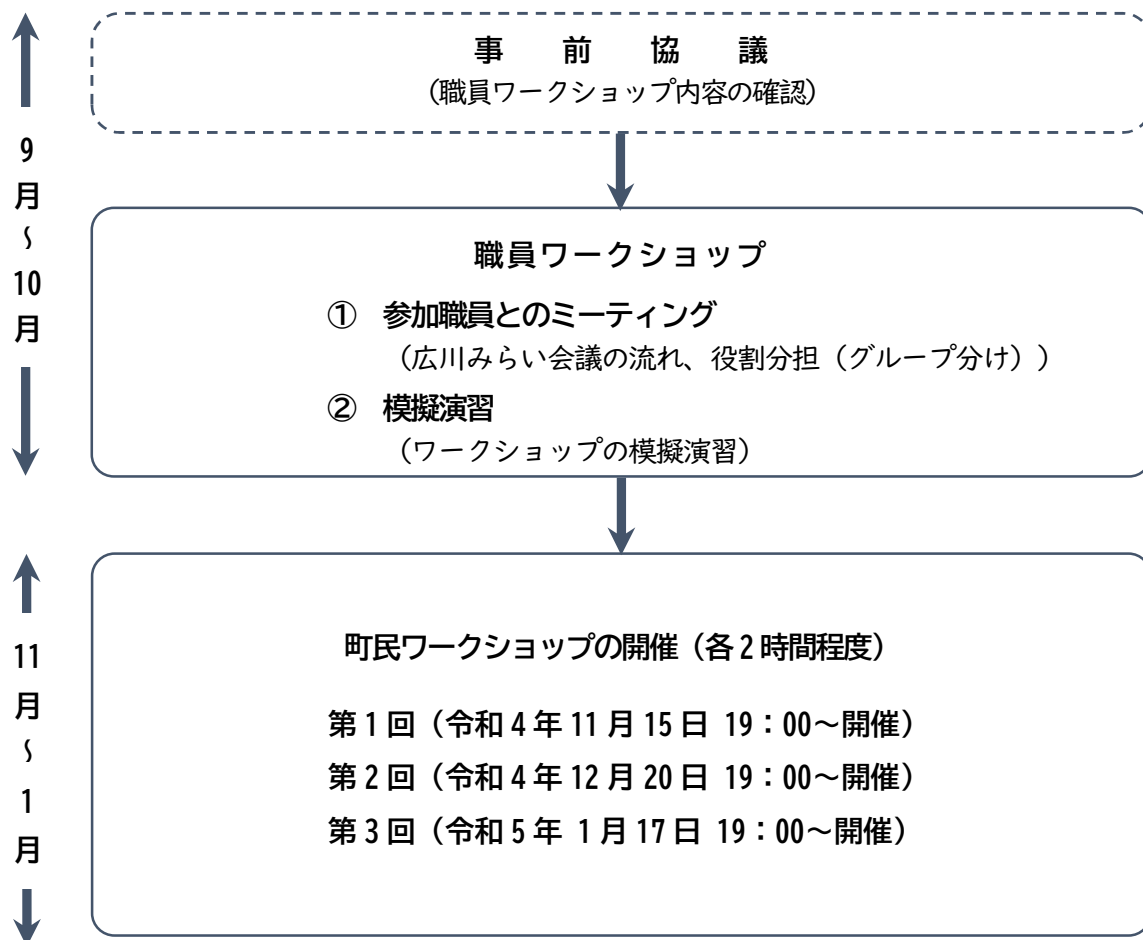 事前協議
（職員ワークショップ内容の確認）
9月～10月
職員ワークショップ
① 参加職員とのミーティング
（広川みらい会議の流れ、役割分担（グループ分け））
② 模擬演習
（ワークショップの模擬演習）
11月～1月
町民ワークショップの開催（各2時間程度）
第1回（令和4年11月15日 19：00～開催）
第2回（令和4年12月20日 19：00～開催）
第3回（令和5年 1月17日 19：00～開催）